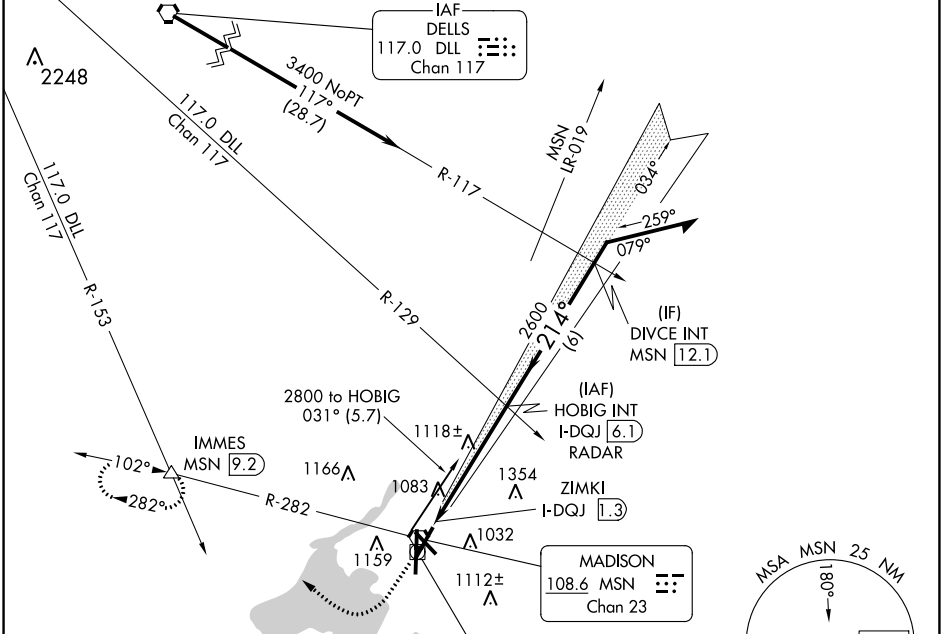 IAF
DELLS
117.0 DLL
Chan 117
2248
3400 NoPT
117°
(28.7)
117.0 DLL
Chan 117
MSN
LR-019
R-117
034°
259°
079°
117.0 DLL
Chan 117
R-153
R-129
2600
214°
(6)
(IF)
DIVCE INT
MSN 12.1
(IAF)
HOBIG INT
I-DQJ 6.1
RADAR
2800 to HOBIG
031° (5.7)
1118±
IMMES
MSN 9.2
102°
282°
R-282
1166
1083
1354
ZIMKI
I-DQJ 1.3
1159
1032
1112±
MADISON
108.6 MSN
Chan 23
MSA MSN 25 NM
180°